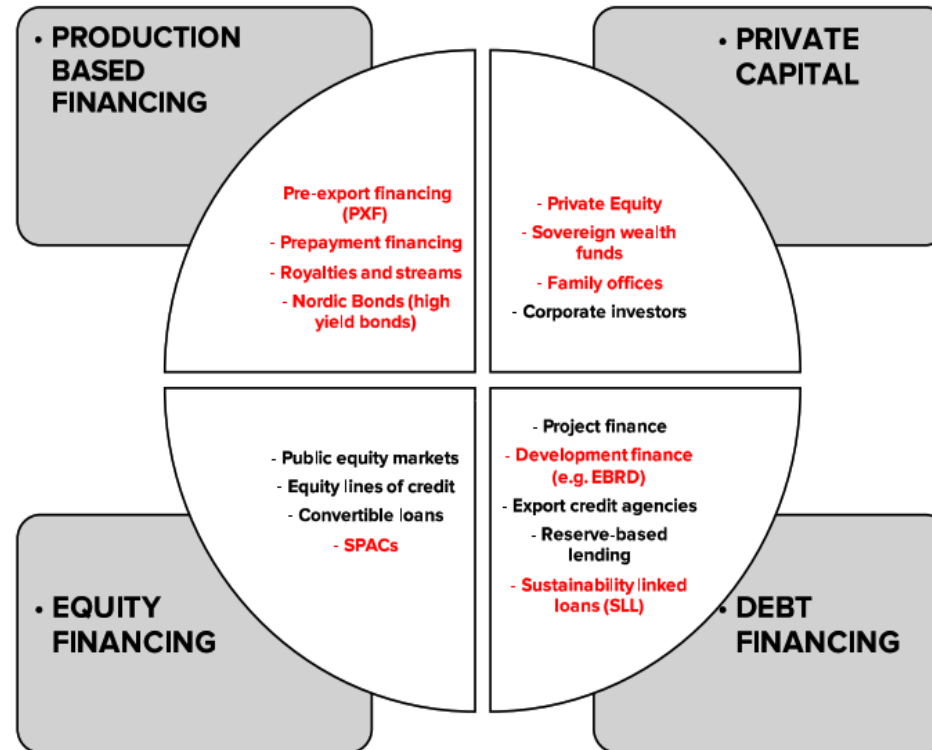 • PRODUCTION
BASED
FINANCING
• PRIVATE
CAPITAL
Pre-export financing
(PXF)
- Prepayment financing
- Royalties and streams
- Nordic Bonds (high
yield bonds)
- Private Equity
- Sovereign wealth
funds
- Family offices
- Corporate investors
- Public equity markets
- Equity lines of credit
- Convertible loans
- SPACs
- Project finance
- Development finance
(e.g. EBRD)
- Export credit agencies
- Reserve-based
lending
- Sustainability linked
loans (SLL)
• EQUITY
FINANCING
• DEBT
FINANCING